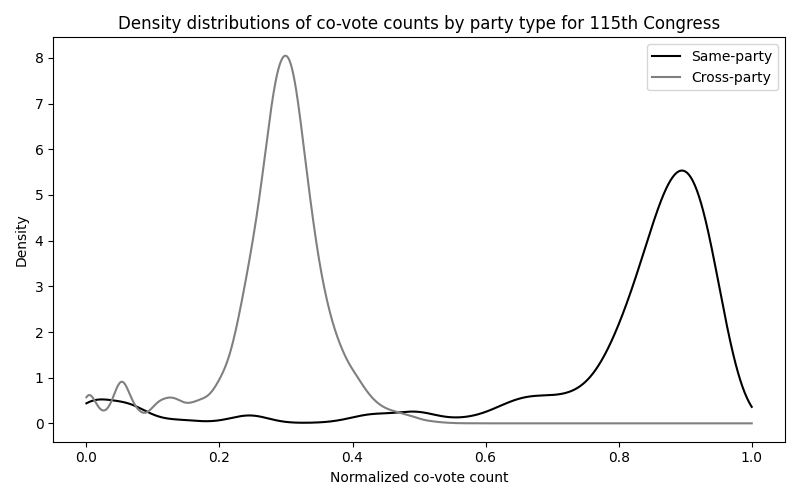 Density distributions of co-vote counts by party type for 115th Congress
Same-party
Cross-party
Density
8
7
6
5
4
3
2
1
0
0.0 0.2 0.4 0.6 0.8 1.0
Normalized co-vote count